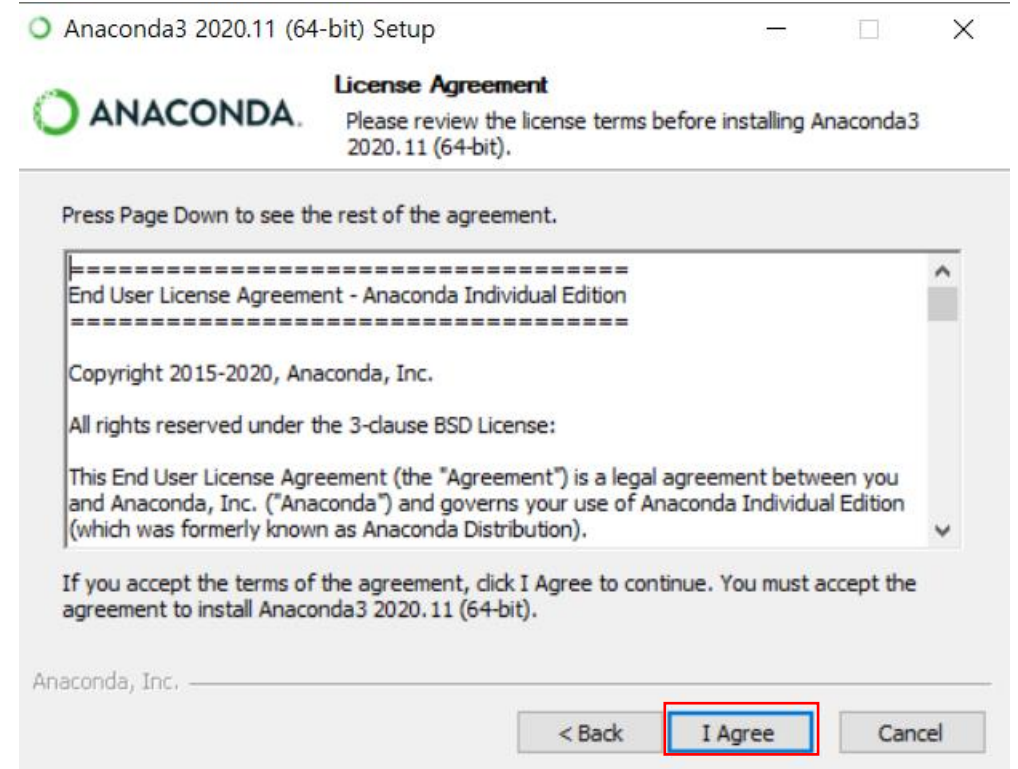 Anaconda3 2020.11 (64-bit) Setup
ANACONDA.
License Agreement
Please review the license terms before installing Anaconda3
2020.11 (64-bit).
Press Page Down to see the rest of the agreement.
===================================
End User License Agreement - Anaconda Individual Edition
===================================
Copyright 2015-2020, Anaconda, Inc.
All rights reserved under the 3-clause BSD License:
This End User License Agreement (the "Agreement") is a legal agreement between you
and Anaconda, Inc. ("Anaconda") and governs your use of Anaconda Individual Edition
(which was formerly known as Anaconda Distribution).
If you accept the terms of the agreement, click I Agree to continue. You must accept the
agreement to install Anaconda3 2020.11 (64-bit).
Anaconda, Inc.
< Back
I Agree
Cancel